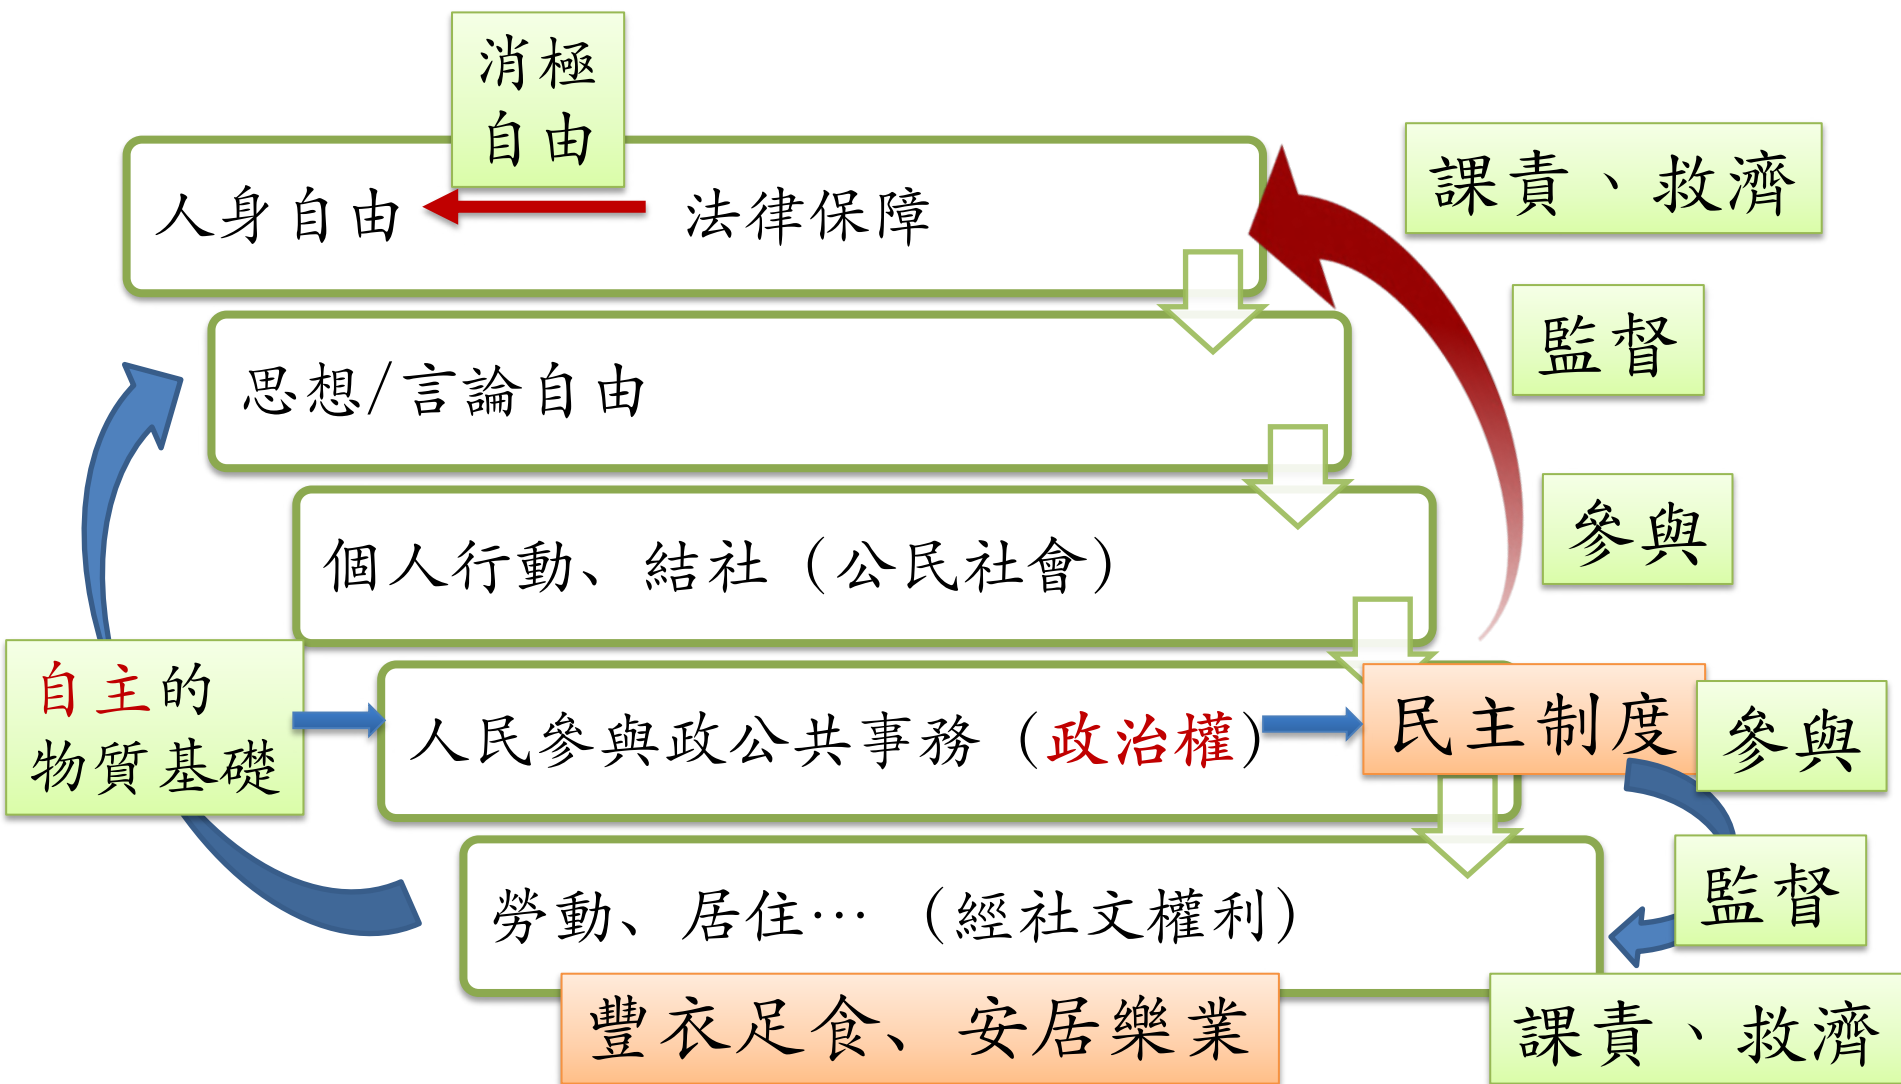 消極
自由
課責、救濟
人身自由
法律保障
監督
思想/言論自由
參與
個人行動、結社（公民社會）
自主的
物質基礎
人民參與政公共事務（政治權）
民主制度
參與
勞動、居住…（經社文權利）
監督
豐衣足食、安居樂業
課責、救濟